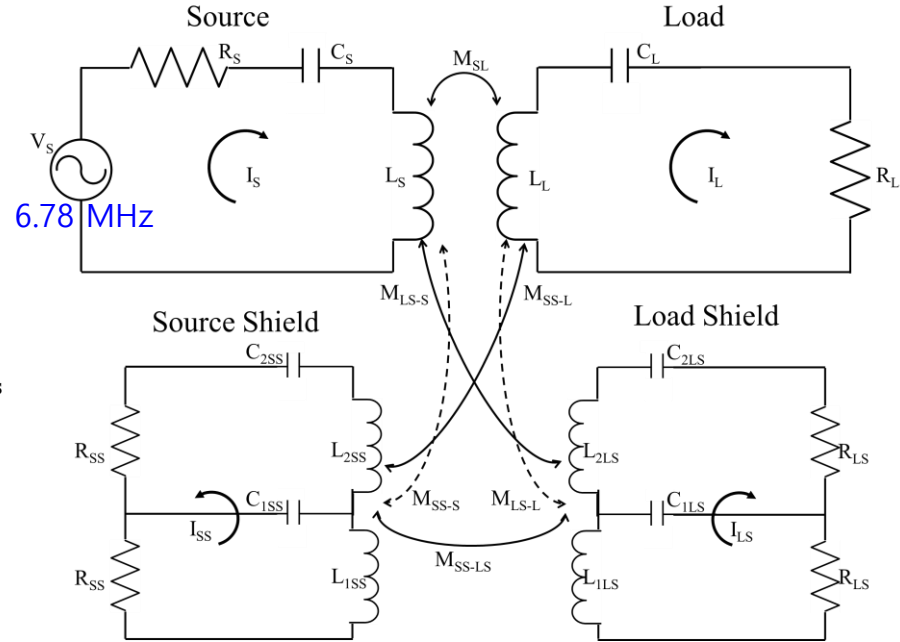 Source
Load
R_S
C_S
M_SL
C_L
V_S
I_S
L_S
L_L
I_L
R_L
6.78 MHz
M_LS-S
M_SS-L
Source Shield
Load Shield
C_2SS
C_2LS
s
R_SS
L_2SS
L_2LS
R_LS
C_1SS
M_SS-S
M_LS-L
C_1LS
I_SS
I_LS
M_SS-LS
R_SS
L_1SS
L_1LS
R_LS